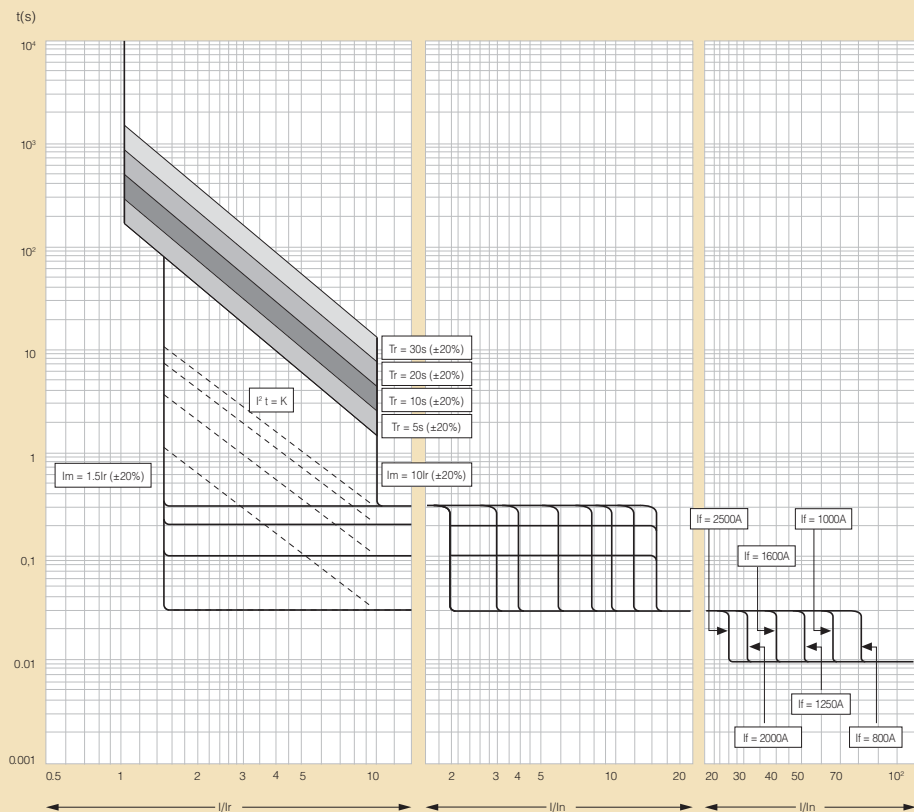 t(s)
10⁴
10³
10²
10
1
0,1
0.01
0.001
Tr = 30s (±20%)
Tr = 20s (±20%)
Tr = 10s (±20%)
Tr = 5s (±20%)
I² t = K
Im = 1.5Ir (±20%)
Im = 10Ir (±20%)
If = 2500A
If = 1000A
If = 1600A
If = 1250A
If = 2000A
If = 800A
0.5 1 2 3 4 5 10
2 3 4 5 10 20
20 30 40 50 70 10²
I/Ir
I/In
I/In